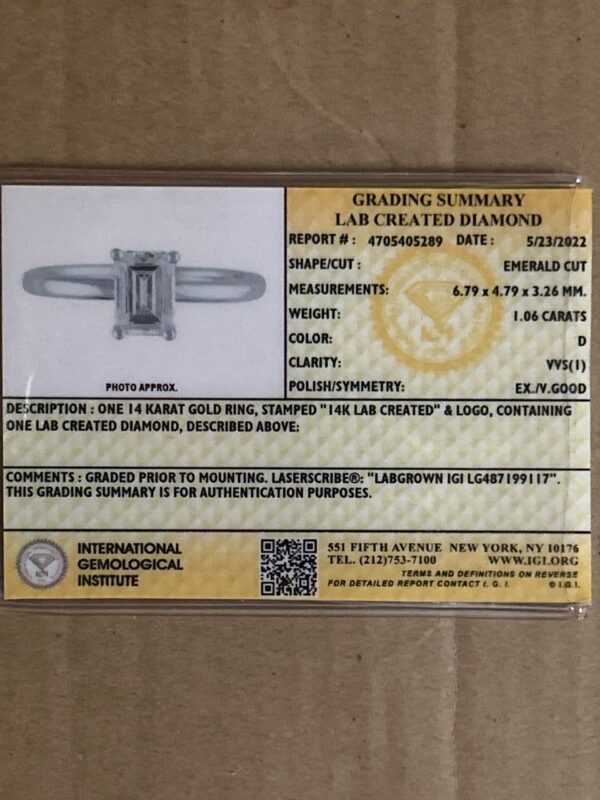 GRADING SUMMARY
LAB CREATED DIAMOND
REPORT # : 4705405289 DATE : 5/23/2022
SHAPE/CUT : EMERALD CUT
MEASUREMENTS: 6.79 x 4.79 x 3.26 MM.
WEIGHT: 1.06 CARATS
COLOR: D
CLARITY: VVS(1)
POLISH/SYMMETRY: EX./V.GOOD
PHOTO APPROX.
DESCRIPTION : ONE 14 KARAT GOLD RING, STAMPED "14K LAB CREATED" & LOGO, CONTAINING
ONE LAB CREATED DIAMOND, DESCRIBED ABOVE:
COMMENTS : GRADED PRIOR TO MOUNTING. LASERSCRIBE®: "LABGROWN IGI LG487199117".
THIS GRADING SUMMARY IS FOR AUTHENTICATION PURPOSES.
INTERNATIONAL
GEMOLOGICAL
INSTITUTE
551 FIFTH AVENUE NEW YORK, NY 10176
TEL. (212)753-7100 WWW.IGI.ORG
TERMS AND DEFINITIONS ON REVERSE
FOR DETAILED REPORT CONTACT I. G. I. © I.G.I.